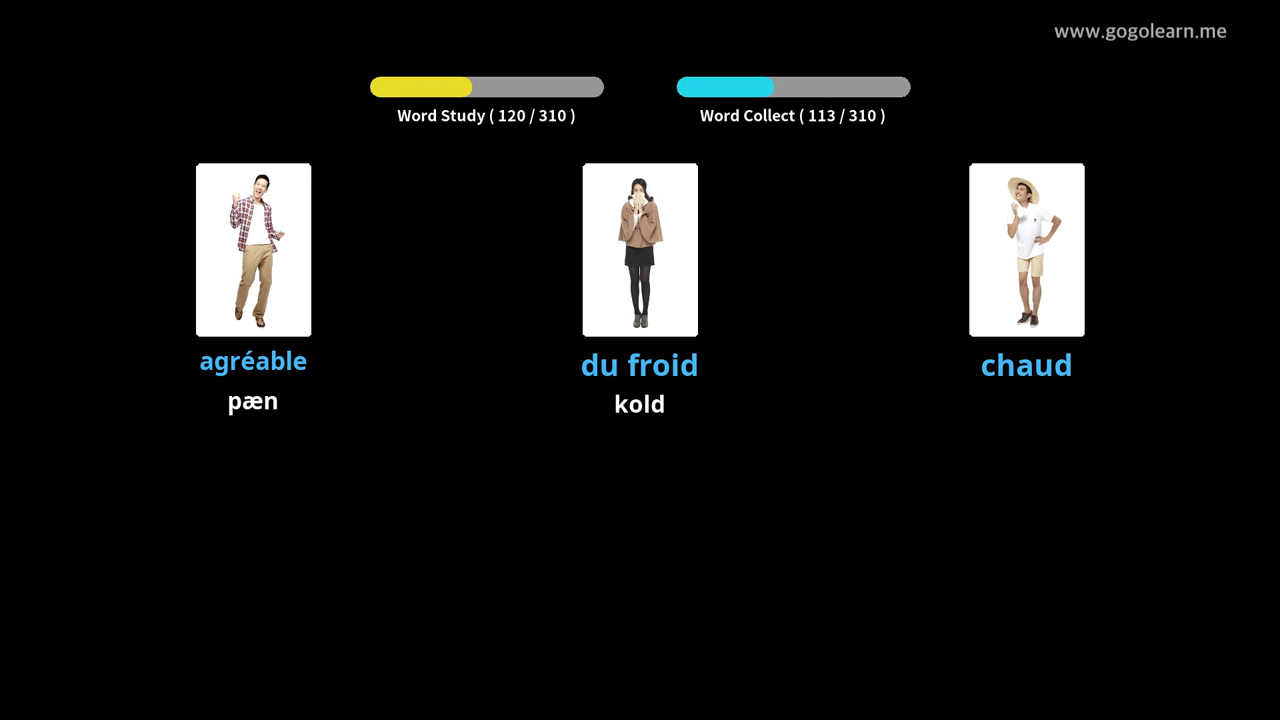 www.gogolearn.me
Word Study ( 120 / 310 )
Word Collect ( 113 / 310 )
agréable
du froid
chaud
pæn
kold